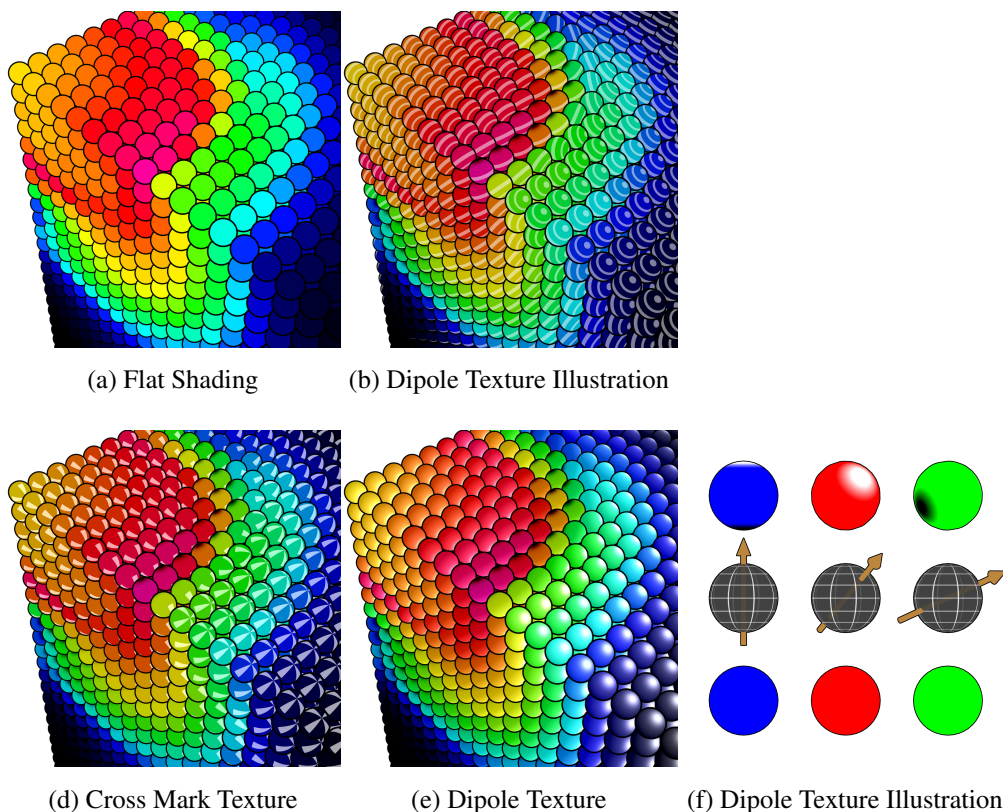 (a) Flat Shading
(b) Dipole Texture Illustration
(d) Cross Mark Texture
(e) Dipole Texture
(f) Dipole Texture Illustration